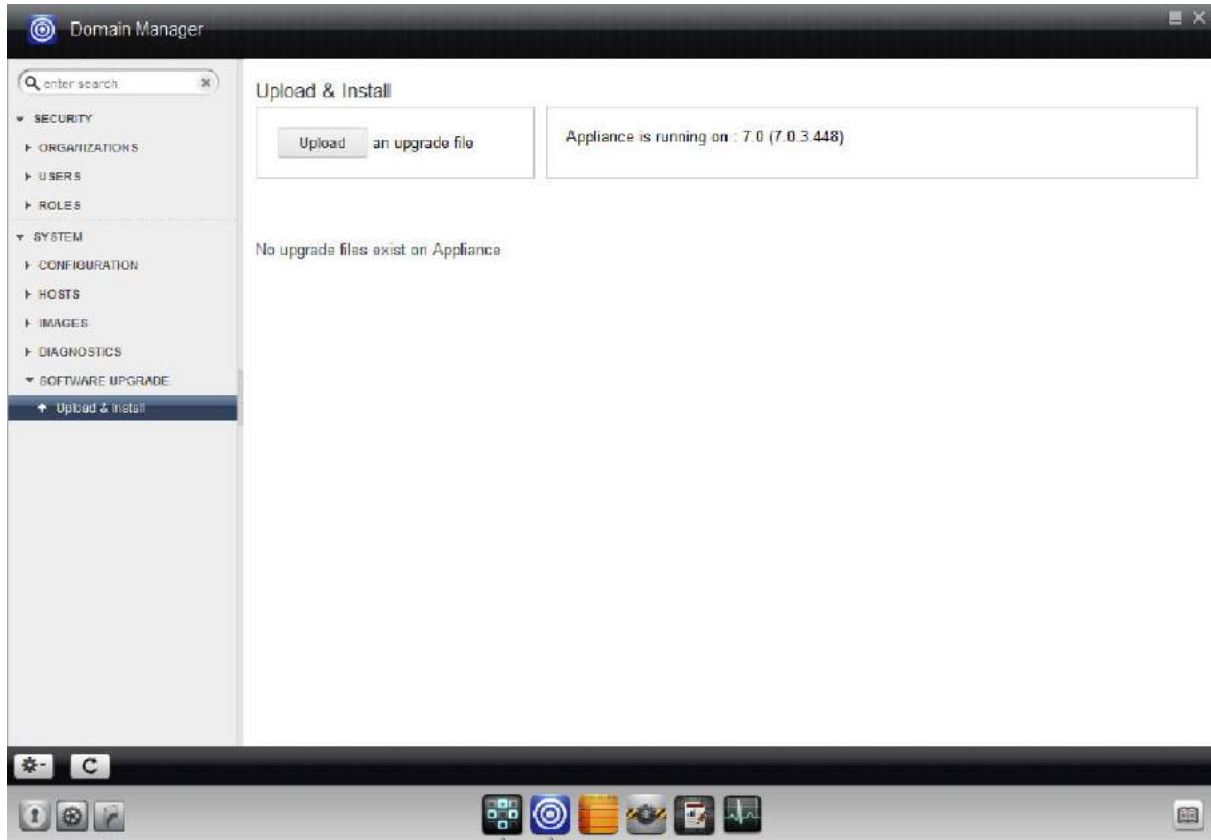 Domain Manager
enter search
SECURITY
ORGANIZATIONS
USERS
ROLES
SYSTEM
CONFIGURATION
HOSTS
IMAGES
DIAGNOSTICS
SOFTWARE UPGRADE
Upload & Install
Upload & Install
Upload an upgrade file
Appliance is running on : 7.0 (7.0.3.448)
No upgrade files exist on Appliance